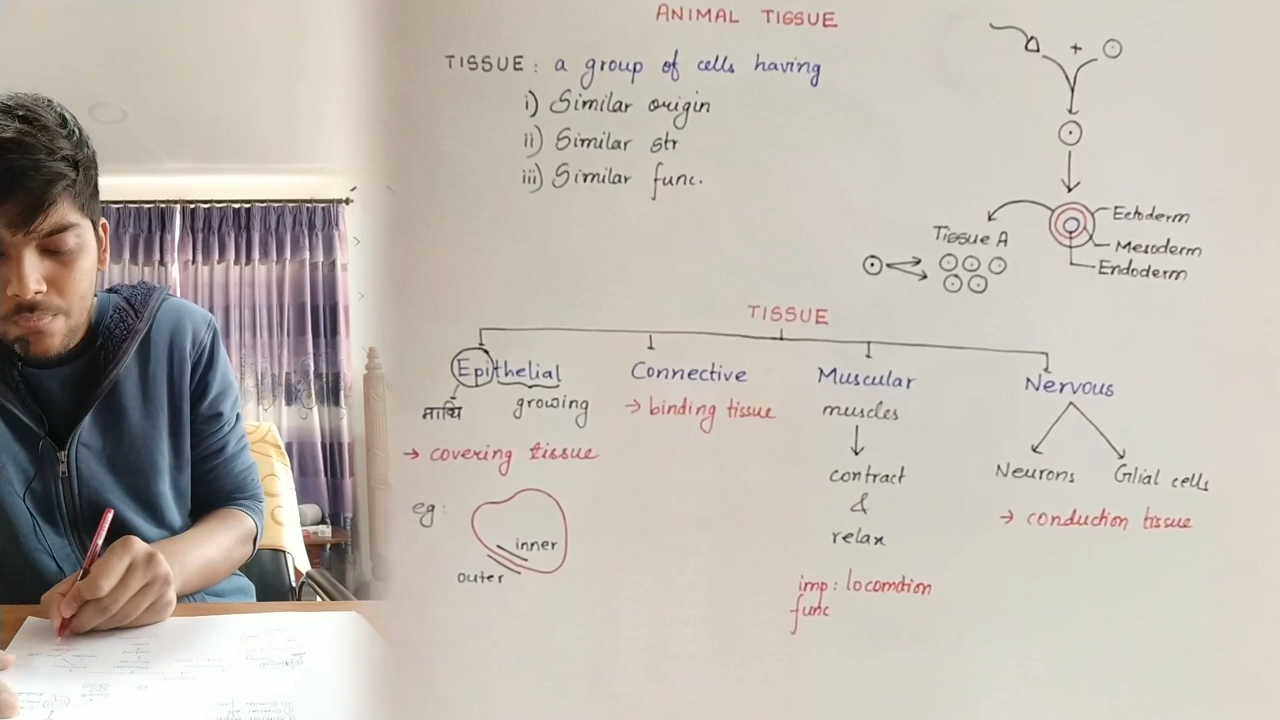 ANIMAL TISSUE
TISSUE: a group of cells having
i) Similar origin
ii) Similar str
iii) Similar func.
+
Ectoderm
Mesoderm
Endoderm
Tissue A
TISSUE
Epithelial
माथि
growing
→ covering tissue
eg:
inner
outer
Connective
→ binding tissue
Muscular
muscles
contract
&
relax
imp: locomotion
func
Nervous
Neurons
Glial cells
→ conduction tissue